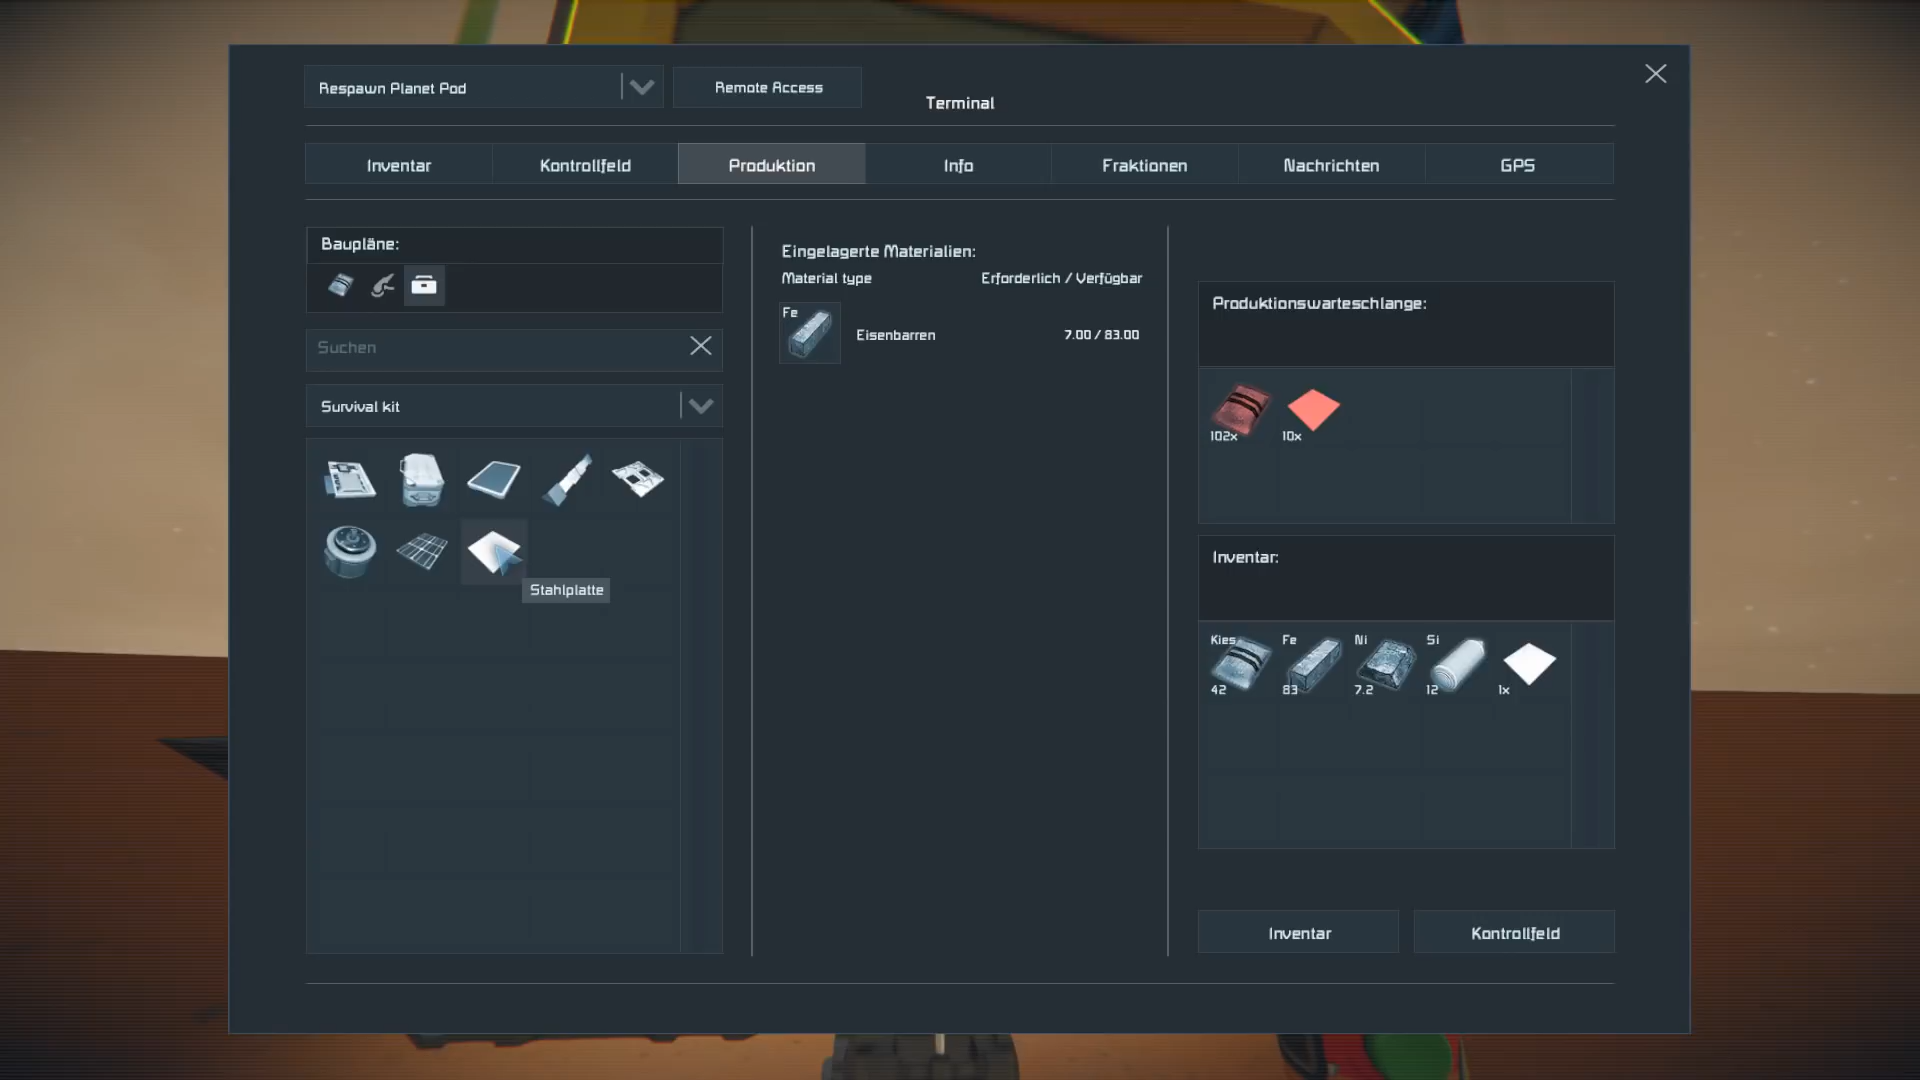 Respawn Planet Pod
Remote Access
Terminal
Inventar
Kontrollfeld
Produktion
Info
Fraktionen
Nachrichten
GPS
Baupläne:
Suchen
Survival kit
Stahlplatte
Eingelagerte Materialien:
Material type
Erforderlich / Verfügbar
Fe
Eisenbarren
7.00 / 83.00
Produktionswarteschlange:
102x
10x
Inventar:
Kies
Fe
Ni
Si
42
83
7.2
12
1x
Inventar
Kontrollfeld